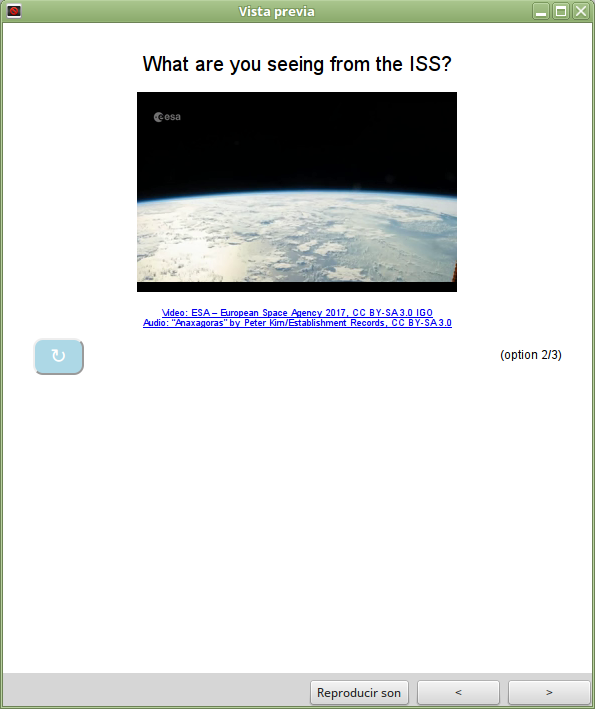 Vista previa
What are you seeing from the ISS?
esa
Video: ESA – European Space Agency 2017, CC BY-SA 3.0 IGO
Audio: "Anaxagoras" by Peter Kirn/Establishment Records, CC BY-SA 3.0
↻
(option 2/3)
Reproducir son
<
>